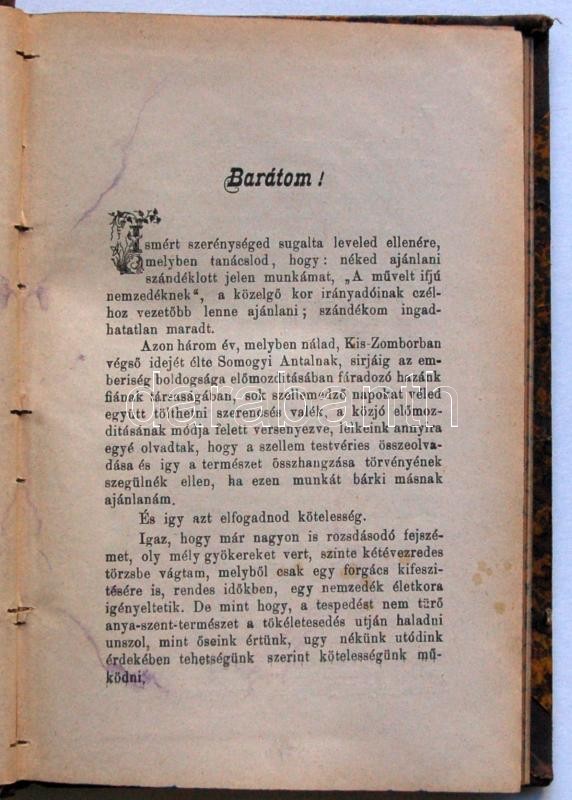 Barátom!
Ismért szerénységed sugalta leveled ellenére,
melyben tanácslod, hogy: néked ajánlani
szándéklott jelen munkámat, „A művelt ifjú
nemzedéknek“, a közelgő kor irányadóinak czél-
hoz vezetőbb lenne ajánlani; szándékom ingad-
hatatlan maradt.
Azon három év, melyben nálad, Kis-Zomborban
végső idejét élte Somogyi Antalnak, sirjáig az em-
beriség boldogsága előmozditásában fáradozó hazánk
fiának társaságában, sok szellemedző napokat véled
együtt tölthetni szerencsés valék, a közjó előmoz-
ditásának módja felett versenyezve, lelkeink annyira
egyé olvadtak, hogy a szellem testvéries összeolva-
dása és igy a természet összhangzása törvényének
szegülnék ellen, ha ezen munkát bárki másnak
ajánlanám.
És igy azt elfogadnod kötelesség.
Igaz, hogy már nagyon is rozsdásodó fejszé-
met, oly mély gyökereket vert, szinte kétévezredes
törzsbe vágtam, melyből csak egy forgács kifeszi-
tésére is, rendes időkben, egy nemzedék életkora
igényeltetik. De mint hogy, a tespedést nem türő
anya-szent-természet a tökéletesedés utján haladni
unszol, mint őseink értünk, ugy nékünk utódink
érdekében tehetségünk szerint kötelességünk mű-
ködni,
darabanth